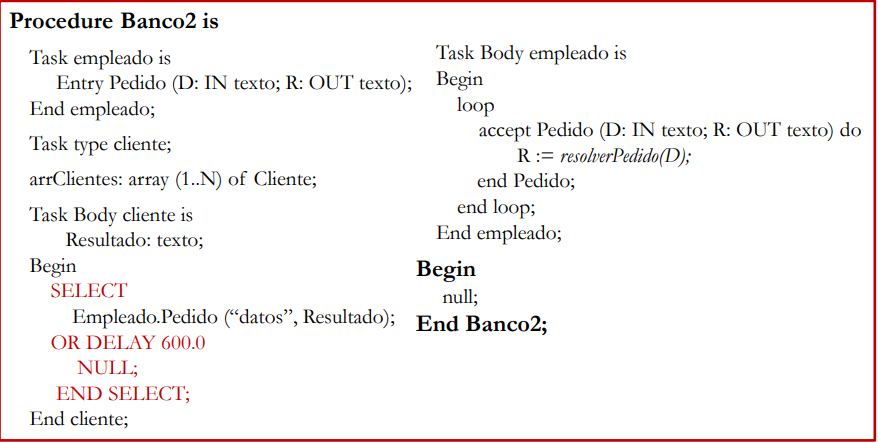 Procedure Banco2 is
Task empleado is
Entry Pedido (D: IN texto; R: OUT texto);
End empleado;
Task type cliente;
arrClientes: array (1..N) of Cliente;
Task Body cliente is
Resultado: texto;
Begin
SELECT
Empleado.Pedido (“datos”, Resultado);
OR DELAY 600.0
NULL;
END SELECT;
End cliente;
Task Body empleado is
Begin
loop
accept Pedido (D: IN texto; R: OUT texto) do
R := resolverPedido(D);
end Pedido;
end loop;
End empleado;
Begin
null;
End Banco2;